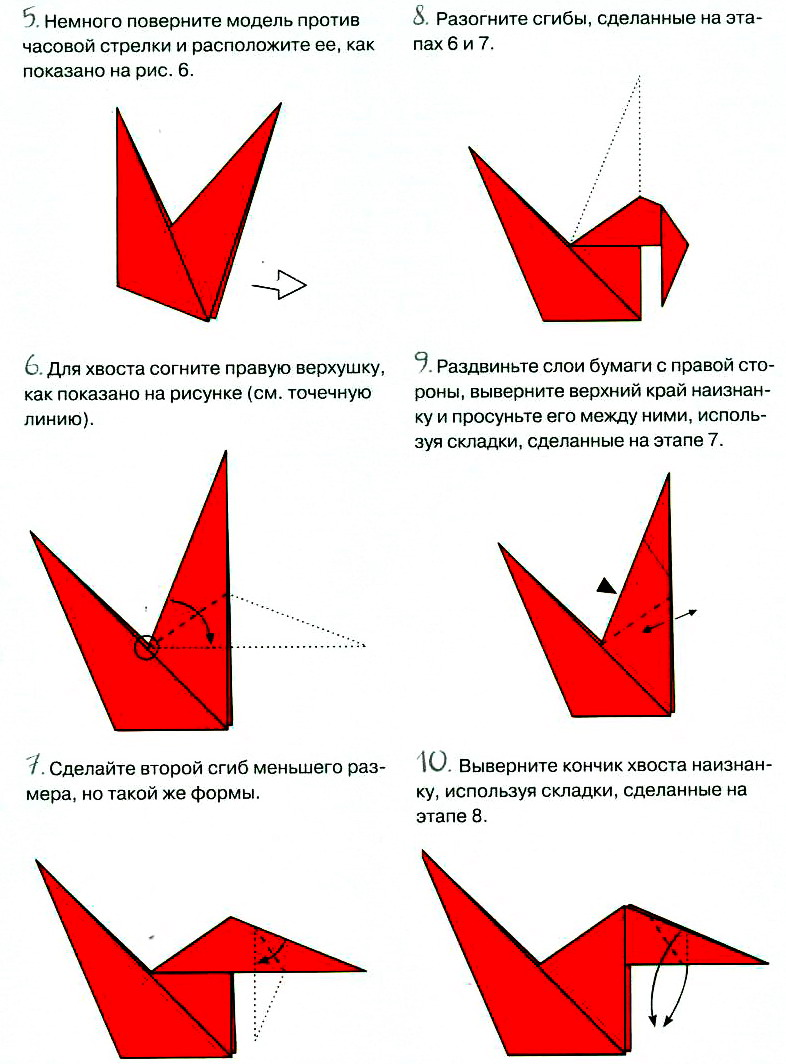 5. Немного поверните модель против
часовой стрелки и расположите ее, как
показано на рис. 6.
6. Для хвоста согните правую верхушку,
как показано на рисунке (см. точечную
линию).
7. Сделайте второй сгиб меньшего раз-
мера, но такой же формы.
8. Разогните сгибы, сделанные на эта-
пах 6 и 7.
9. Раздвиньте слои бумаги с правой сто-
роны, выверните верхний край наизнан-
ку и просуньте его между ними, исполь-
зуя складки, сделанные на этапе 7.
10. Выверните кончик хвоста наизнан-
ку, используя складки, сделанные на
этапе 8.